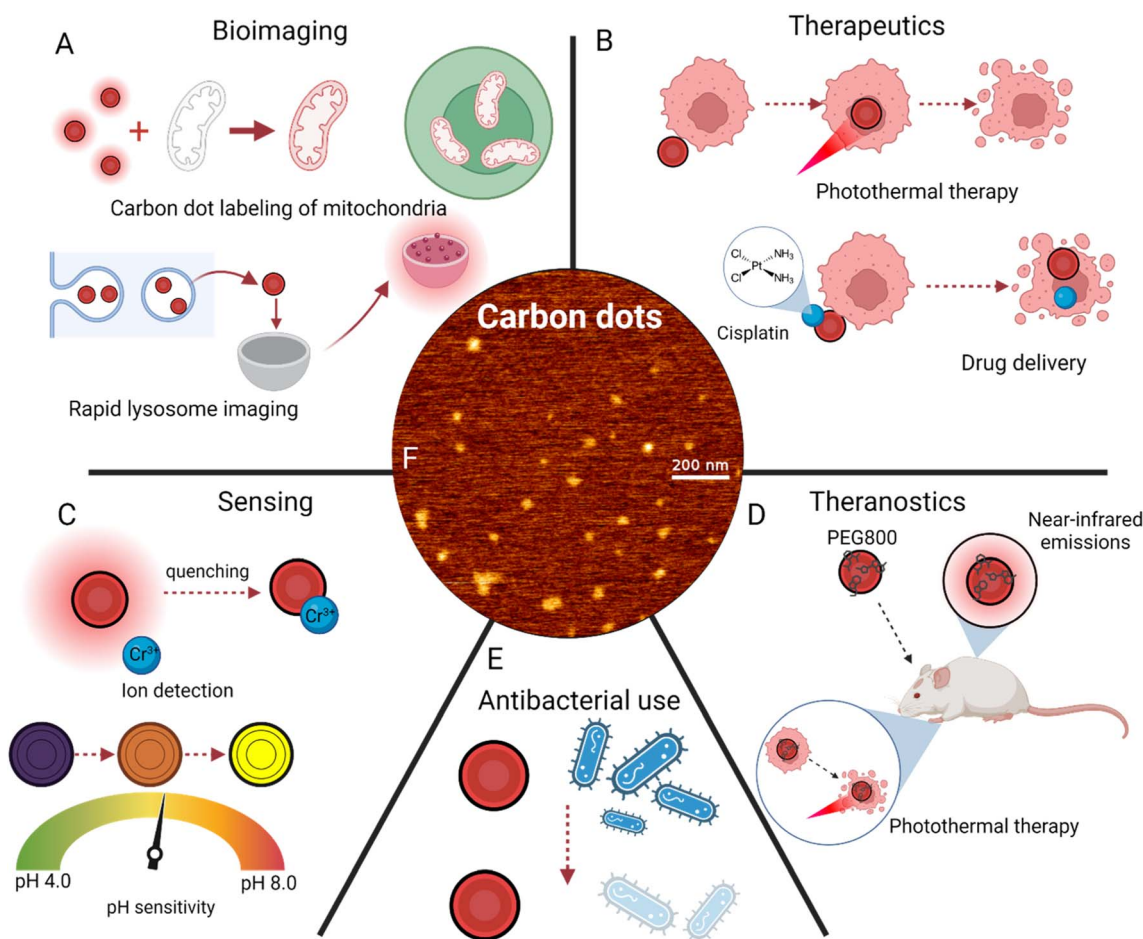 A
Bioimaging
Carbon dot labeling of mitochondria
Rapid lysosome imaging
B
Therapeutics
Photothermal therapy
Cl
NH₃
Pt
Cl
NH₃
Cisplatin
Drug delivery
Carbon dots
F
200 nm
C
Sensing
quenching
Cr³⁺
Cr³⁺
Ion detection
pH 4.0
pH 8.0
pH sensitivity
D
Theranostics
PEG800
Near-infrared
emissions
Photothermal therapy
E
Antibacterial use